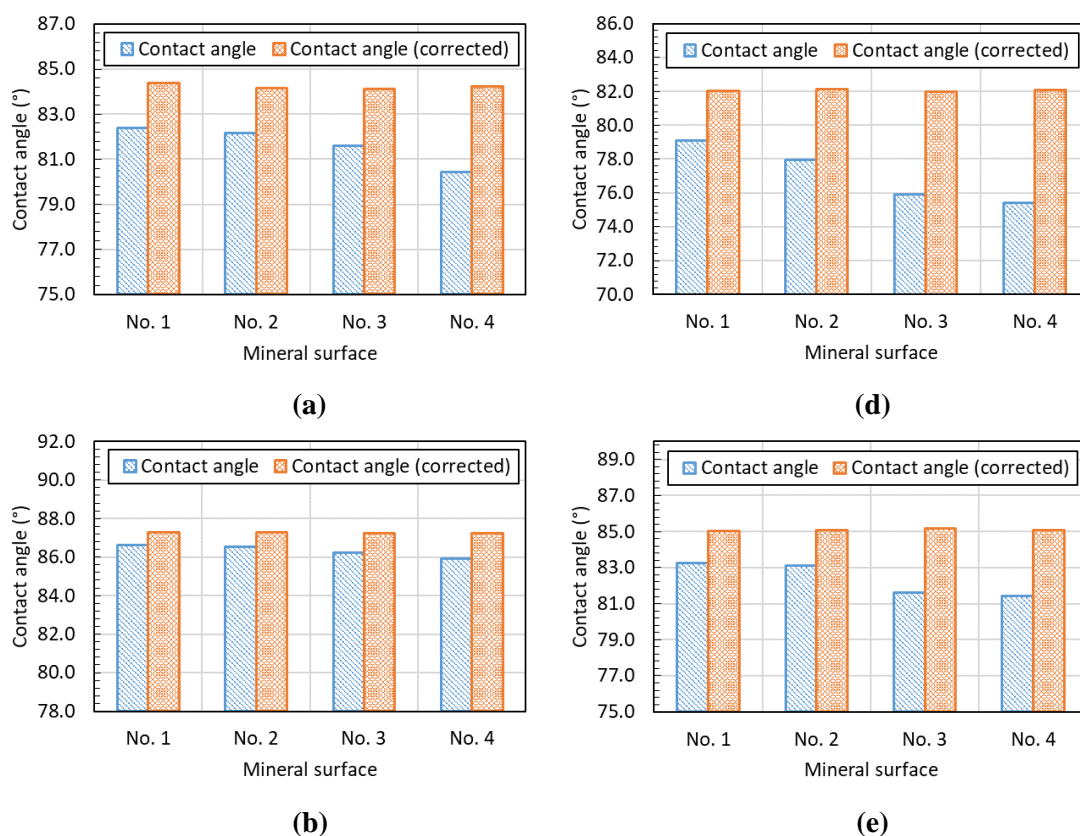 87.0
85.0
83.0
81.0
79.0
77.0
75.0
Contact angle (°)
Contact angle Contact angle (corrected)
No. 1 No. 2 No. 3 No. 4
Mineral surface
(a)
86.0
84.0
82.0
80.0
78.0
76.0
74.0
72.0
70.0
Contact angle (°)
Contact angle Contact angle (corrected)
No. 1 No. 2 No. 3 No. 4
Mineral surface
(d)
92.0
90.0
88.0
86.0
84.0
82.0
80.0
78.0
Contact angle (°)
Contact angle Contact angle (corrected)
No. 1 No. 2 No. 3 No. 4
Mineral surface
(b)
89.0
87.0
85.0
83.0
81.0
79.0
77.0
75.0
Contact angle (°)
Contact angle Contact angle (corrected)
No. 1 No. 2 No. 3 No. 4
Mineral surface
(e)